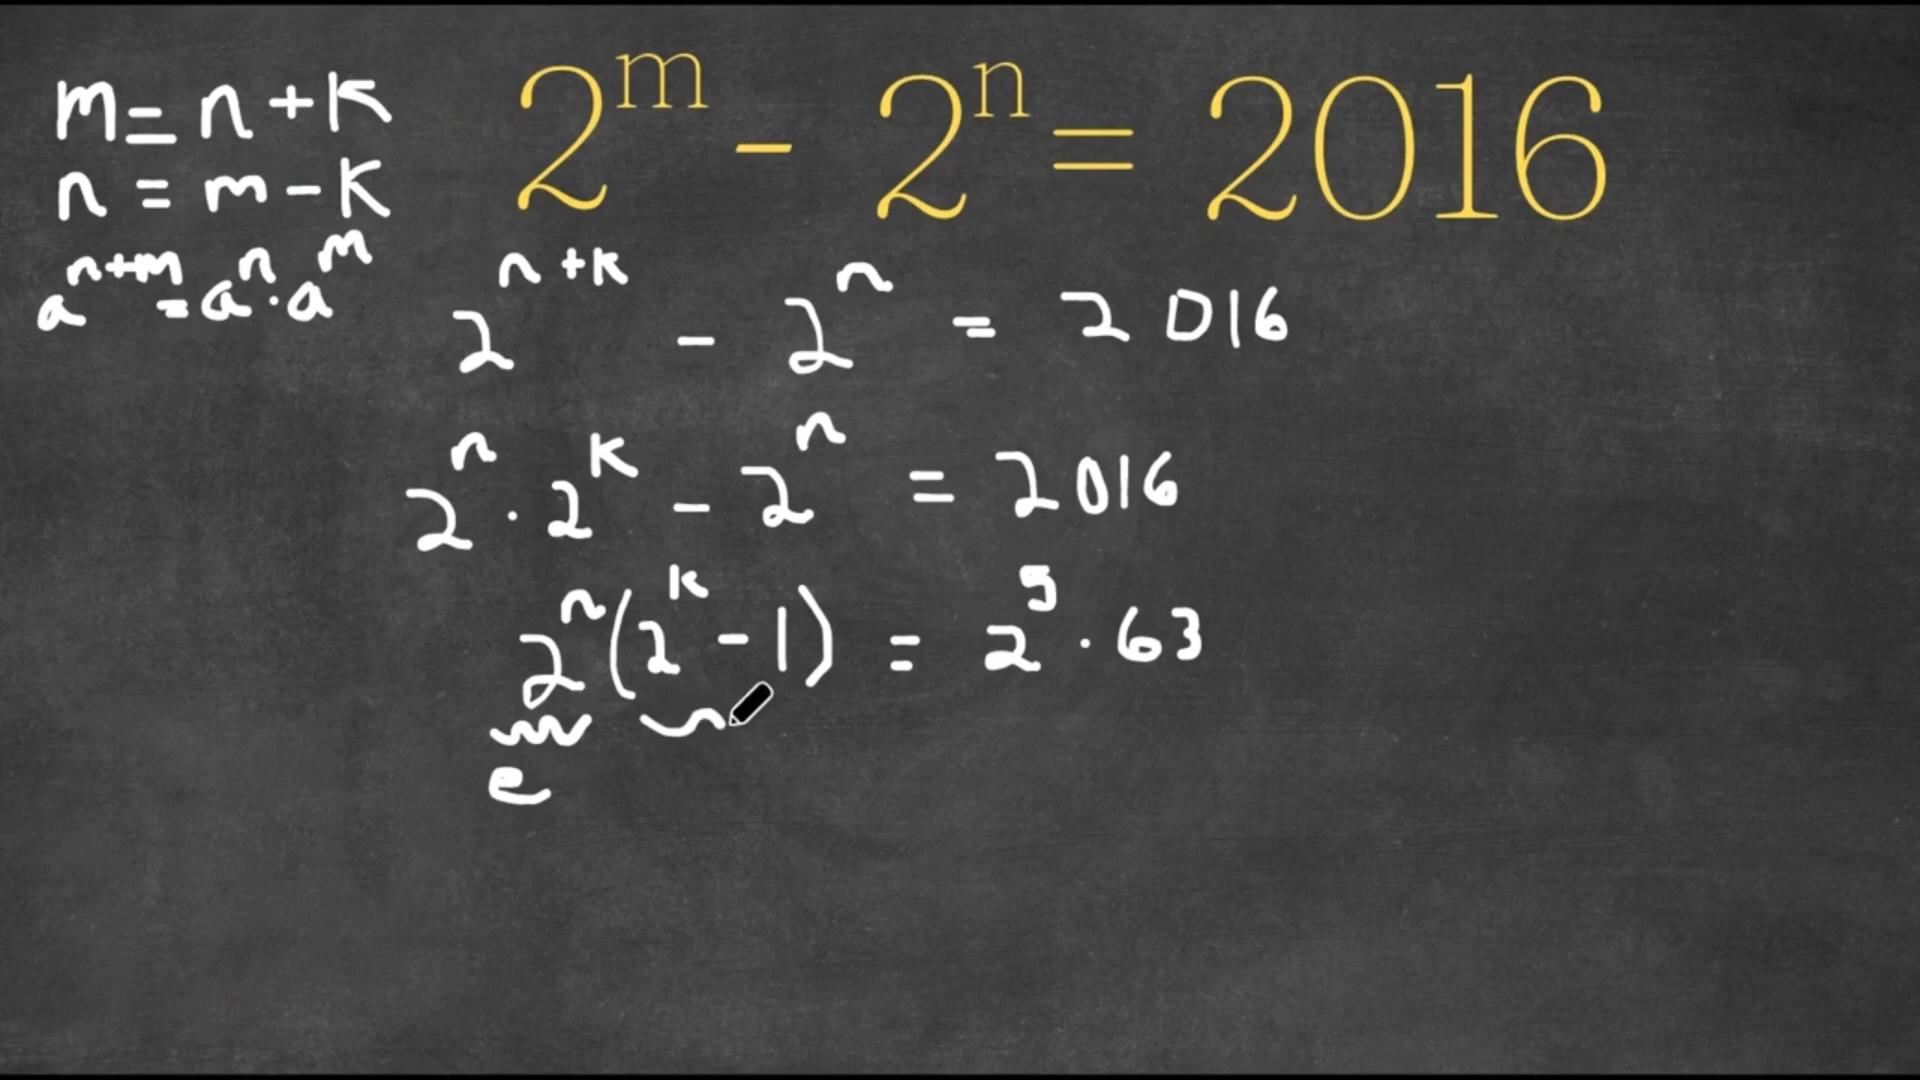 m = n + k
2^m - 2^n = 2016
n = m - k
a^n+m = a^n · a^m
2^n+k - 2^n = 2016
2^n · 2^k - 2^n = 2016
2^n (2^k - 1) = 2^5 · 63
e